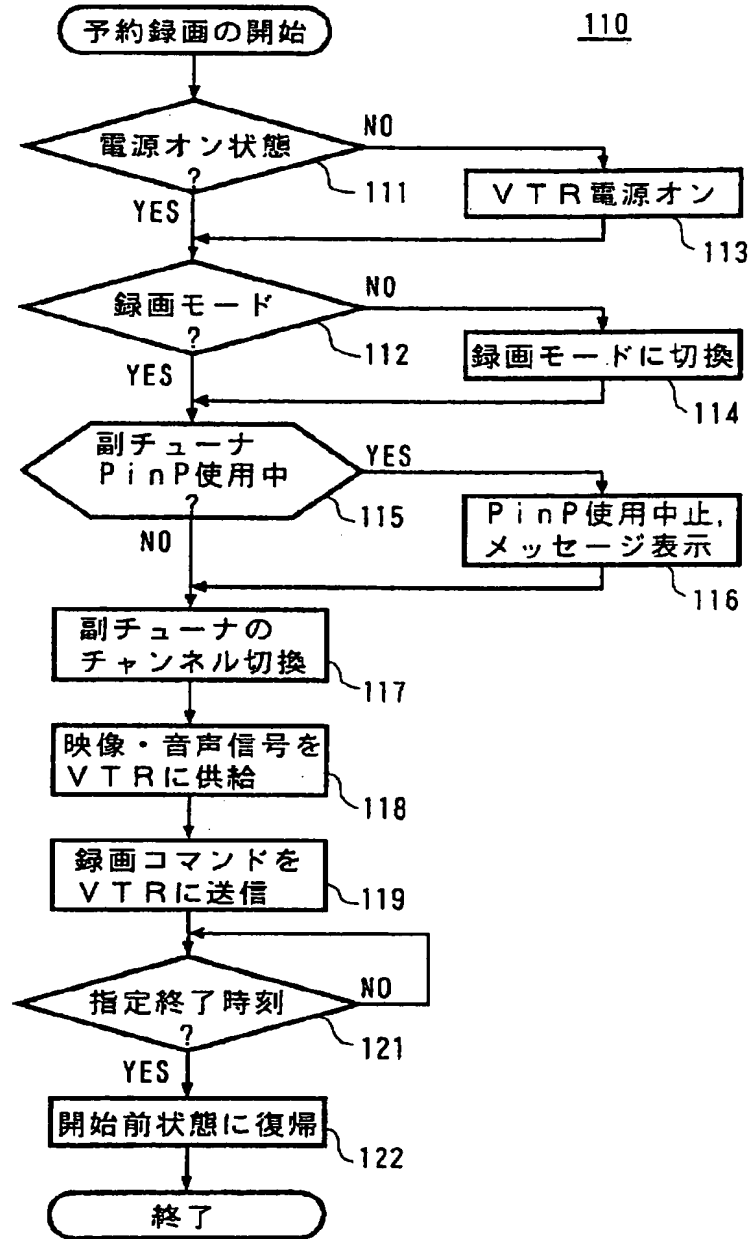 予約録画の開始
110
電源オン状態
?
NO
111
YES
VTR電源オン
113
録画モード
?
NO
112
YES
録画モードに切換
114
副チューナ
PinP使用中
?
YES
115
NO
PinP使用中止,
メッセージ表示
116
副チューナの
チャンネル切換
117
映像・音声信号を
VTRに供給
118
録画コマンドを
VTRに送信
119
指定終了時刻
?
NO
121
YES
開始前状態に復帰
122
終了